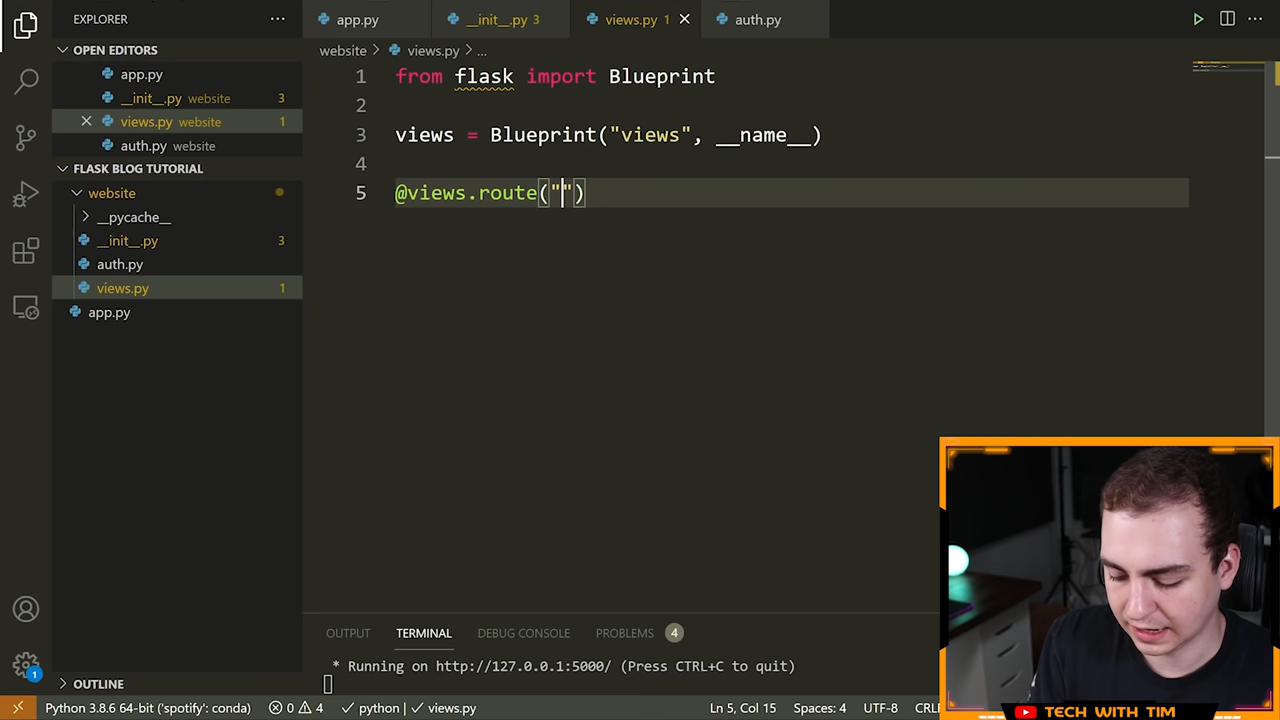 EXPLORER
app.py
__init__.py 3
views.py 1
auth.py
OPEN EDITORS
app.py
__init__.py website 3
views.py website 1
auth.py website
FLASK BLOG TUTORIAL
website
__pycache__
__init__.py 3
auth.py
views.py 1
app.py
OUTLINE
website > views.py > ...
1 from flask import Blueprint
2
3 views = Blueprint("views", __name__)
4
5 @views.route("")
OUTPUT TERMINAL DEBUG CONSOLE PROBLEMS 4
* Running on http://127.0.0.1:5000/ (Press CTRL+C to quit)
1
Python 3.8.6 64-bit ('spotify': conda) 0 4 python | views.py Ln 5, Col 15 Spaces: 4 UTF-8 CRL
TECH WITH TIM